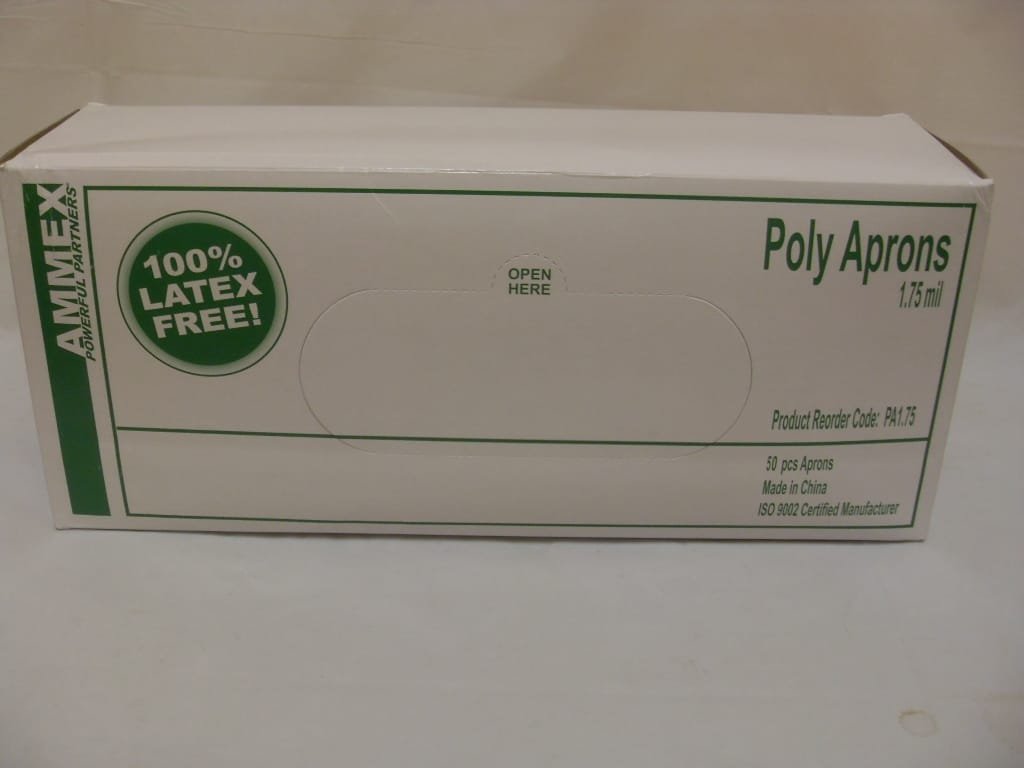 AMMEX
POWERFUL PARTNERS
100%
LATEX
FREE!
OPEN
HERE
Poly Aprons
1.75 mil
Product Reorder Code: PA1.75
50 pcs Aprons
Made in China
ISO 9002 Certified Manufacturer